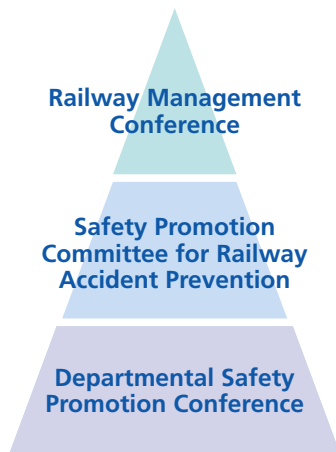 Railway Management
Conference
Safety Promotion
Committee for Railway
Accident Prevention
Departmental Safety
Promotion Conference